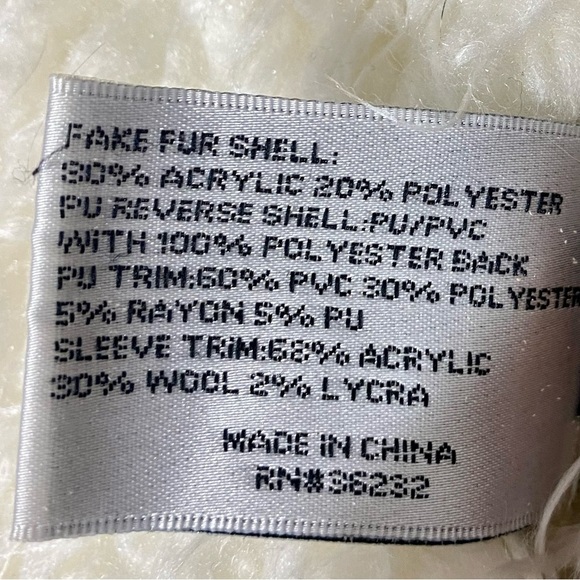 FAKE FUR SHELL:
80% ACRYLIC 20% POLYESTER
PU REVERSE SHELL:PU/PVC
WITH 100% POLYESTER BACK
PU TRIM:60% PVC 30% POLYESTER
5% RAYON 5% PU
SLEEVE TRIM:68% ACRYLIC
30% WOOL 2% LYCRA
MADE IN CHINA
RN#36232